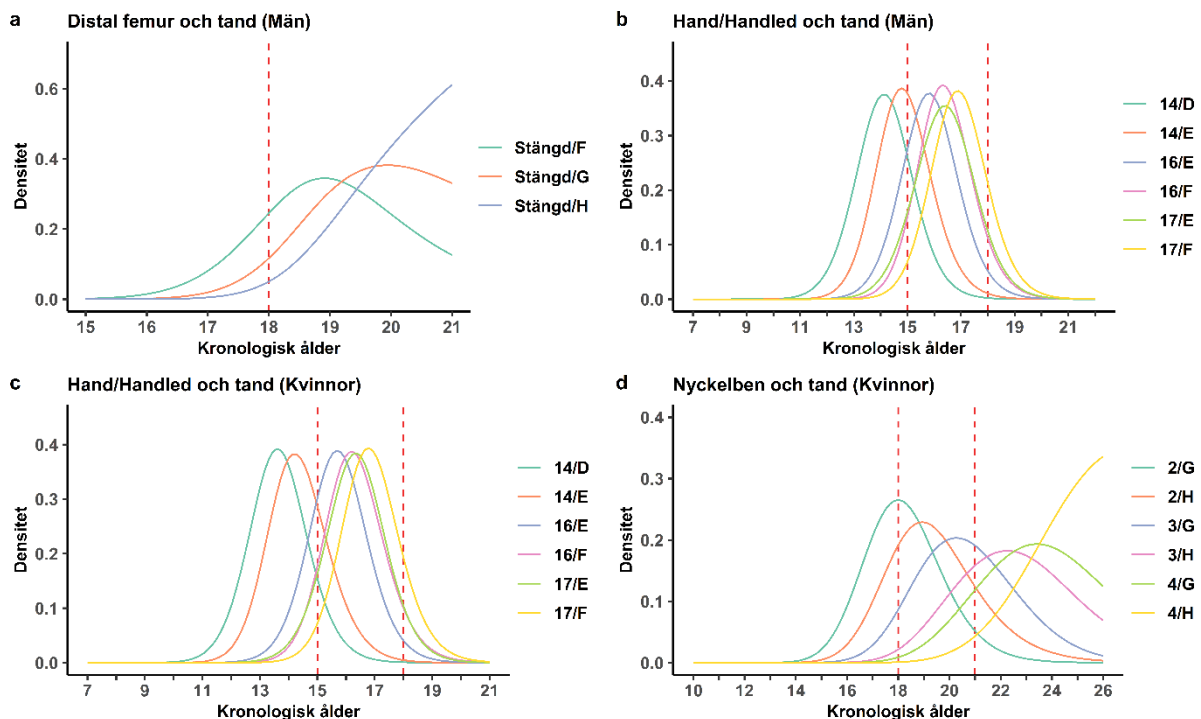 a Distal femur och tand (Män)
Densitet
0.6
0.4
0.2
0.0
15 16 17 18 19 20 21
Kronologisk ålder
Stängd/F
Stängd/G
Stängd/H
b Hand/Handled och tand (Män)
Densitet
0.4
0.3
0.2
0.1
0.0
7 9 11 13 15 17 19 21
Kronologisk ålder
14/D
14/E
16/E
16/F
17/E
17/F
c Hand/Handled och tand (Kvinnor)
Densitet
0.4
0.3
0.2
0.1
0.0
7 9 11 13 15 17 19 21
Kronologisk ålder
14/D
14/E
16/E
16/F
17/E
17/F
d Nyckelben och tand (Kvinnor)
Densitet
0.4
0.3
0.2
0.1
0.0
10 12 14 16 18 20 22 24 26
Kronologisk ålder
2/G
2/H
3/G
3/H
4/G
4/H